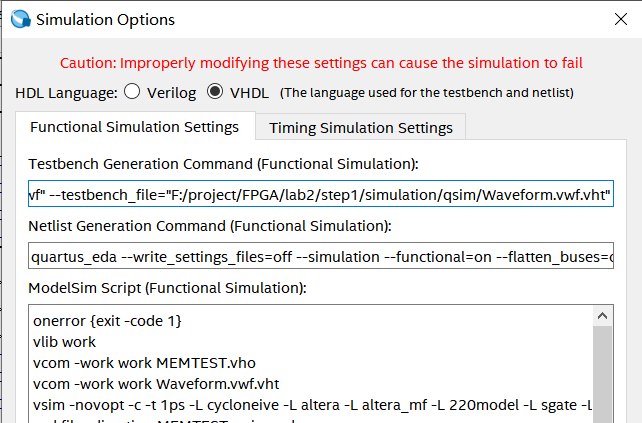 Simulation Options
Caution: Improperly modifying these settings can cause the simulation to fail
HDL Language: Verilog VHDL (The language used for the testbench and netlist)
Functional Simulation Settings Timing Simulation Settings
Testbench Generation Command (Functional Simulation):
vf" --testbench_file="F:/project/FPGA/lab2/step1/simulation/qsim/Waveform.vwf.vht"
Netlist Generation Command (Functional Simulation):
quartus_eda --write_settings_files=off --simulation --functional=on --flatten_buses=
ModelSim Script (Functional Simulation):
onerror {exit -code 1}
vlib work
vcom -work work MEMTEST.vho
vcom -work work Waveform.vwf.vht
vsim -novopt -c -t 1ps -L cycloneive -L altera -L altera_mf -L 220model -L sgate -L